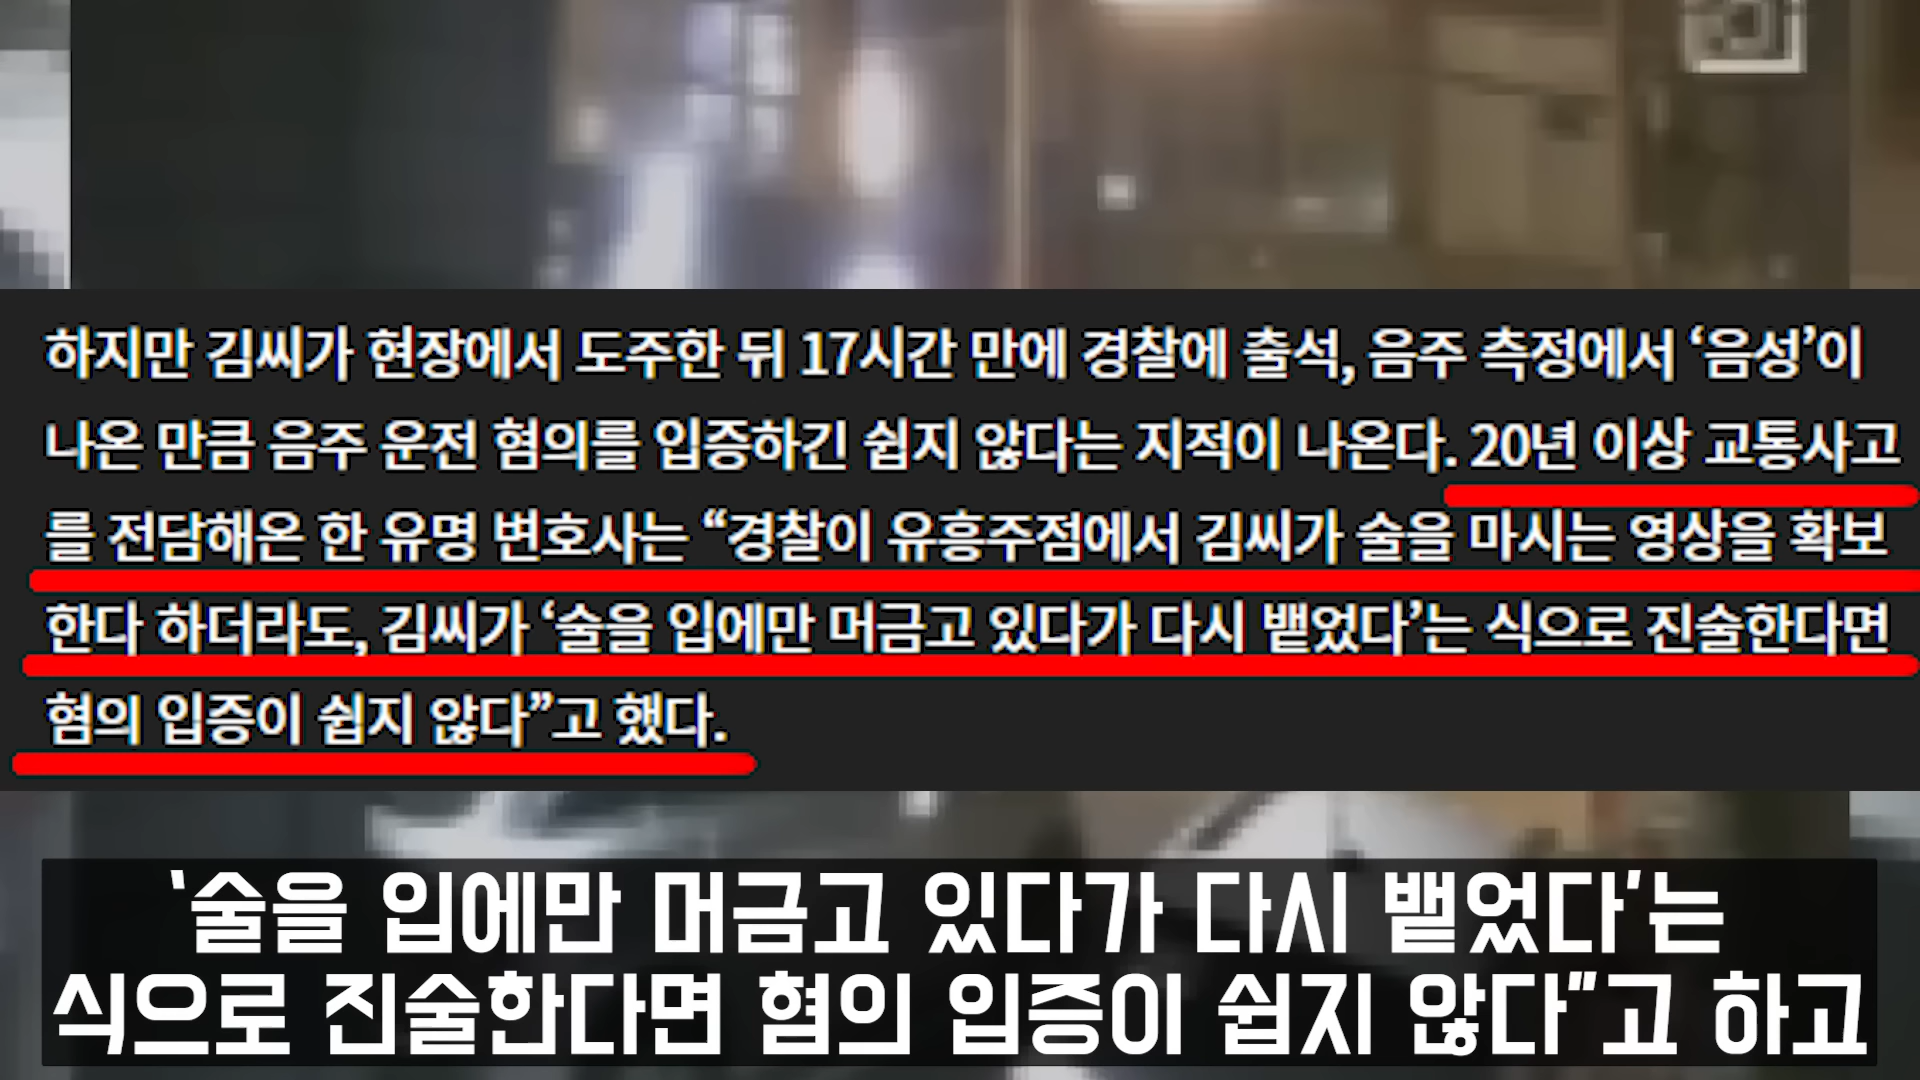 하지만 김씨가 현장에서 도주한 뒤 17시간 만에 경찰에 출석, 음주 측정에서 ‘음성’이
나온 만큼 음주 운전 혐의를 입증하긴 쉽지 않다는 지적이 나온다. 20년 이상 교통사고
를 전담해온 한 유명 변호사는 “경찰이 유흥주점에서 김씨가 술을 마시는 영상을 확보
한다 하더라도, 김씨가 ‘술을 입에만 머금고 있다가 다시 뱉었다’는 식으로 진술한다면
혐의 입증이 쉽지 않다”고 했다.
‘술을 입에만 머금고 있다가 다시 뱉었다’는
식으로 진술한다면 혐의 입증이 쉽지 않다"고 하고